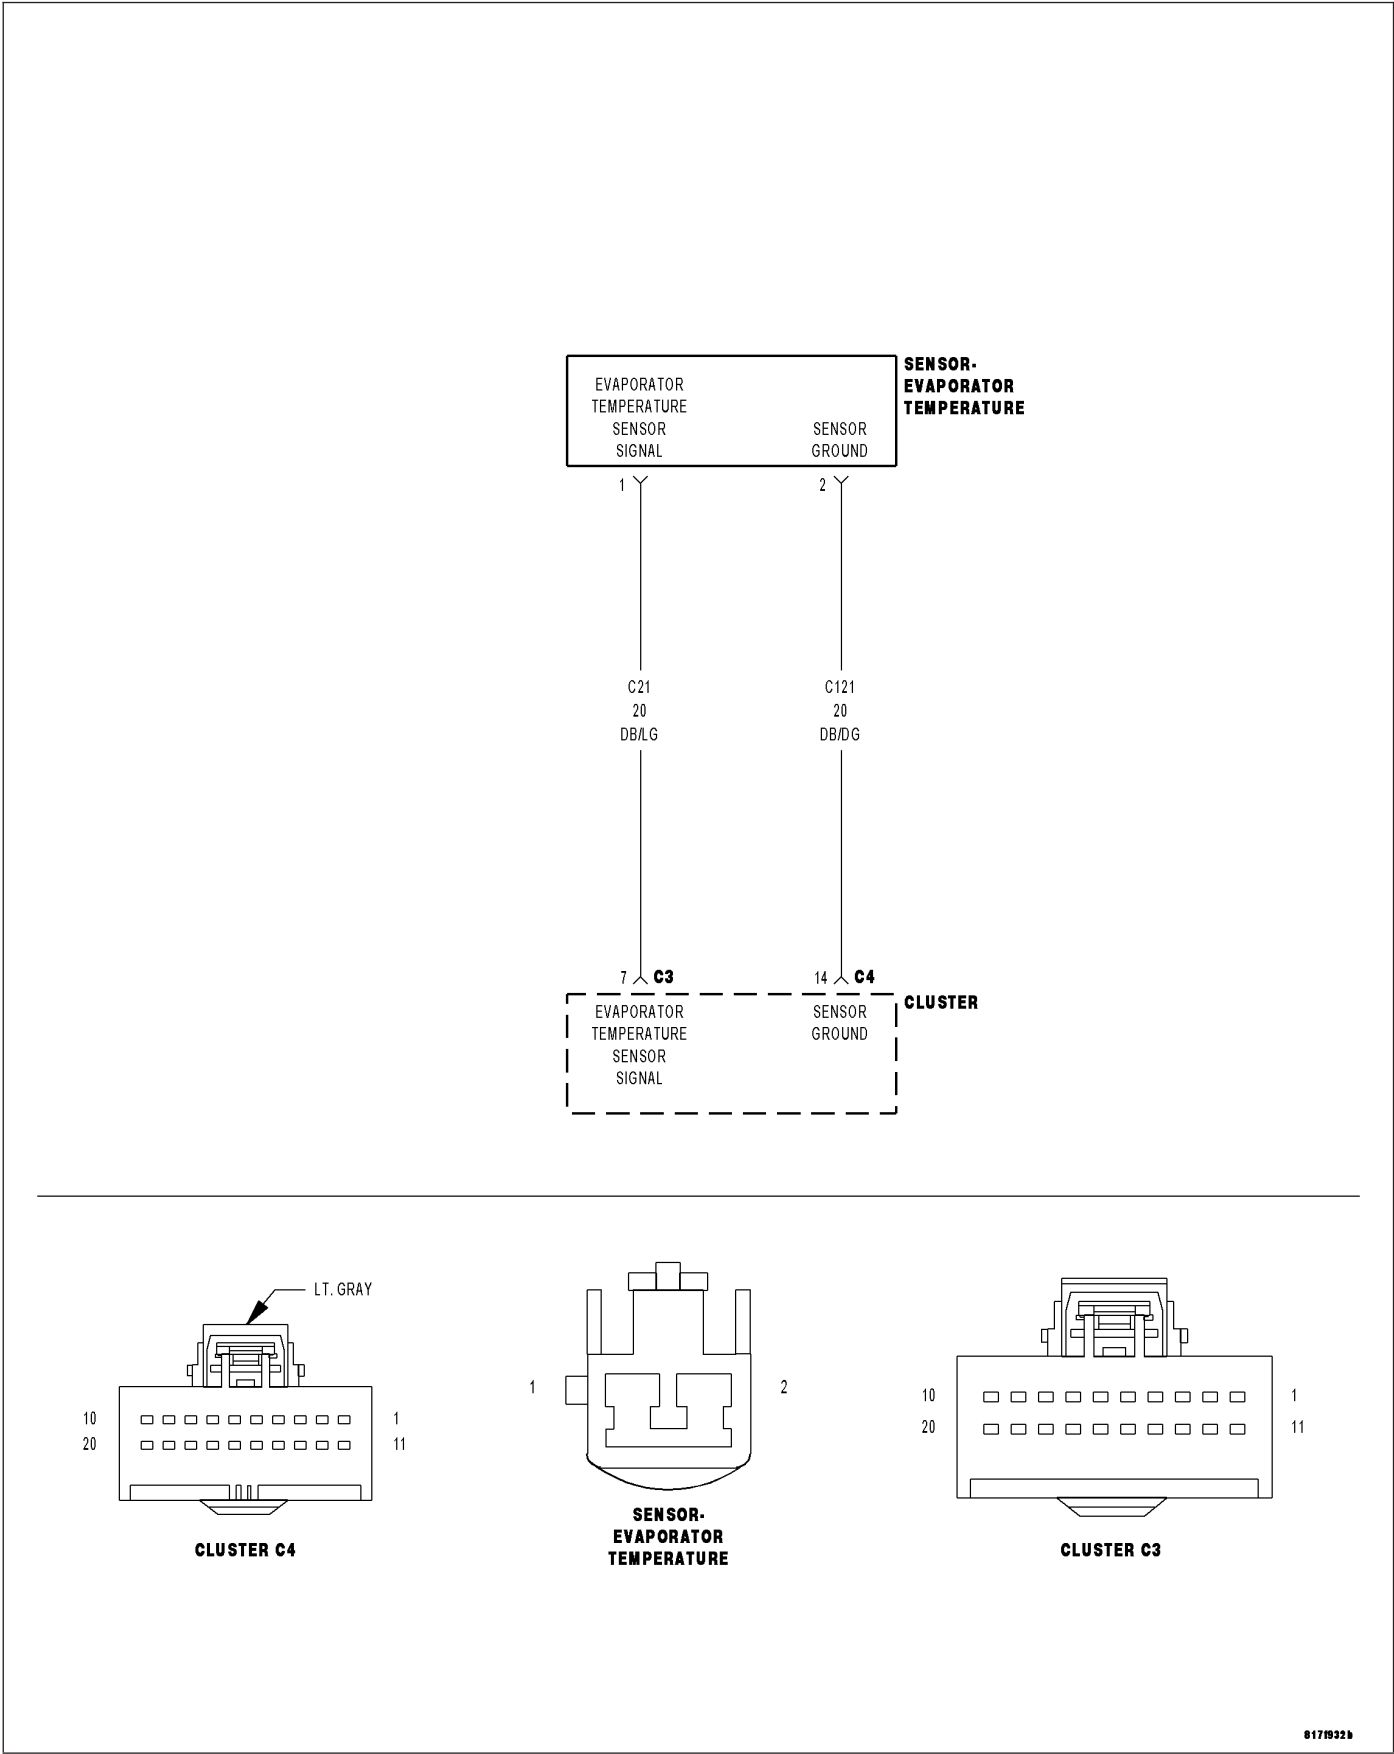 SENSOR-
EVAPORATOR
TEMPERATURE
EVAPORATOR
TEMPERATURE
SENSOR
SIGNAL
SENSOR
GROUND
1
2
C21
20
DB/LG
C121
20
DB/DG
7 C3
14 C4
CLUSTER
EVAPORATOR
TEMPERATURE
SENSOR
SIGNAL
SENSOR
GROUND
LT. GRAY
10
1
20
11
CLUSTER C4
1
2
SENSOR-
EVAPORATOR
TEMPERATURE
10
1
20
11
CLUSTER C3
817f932b